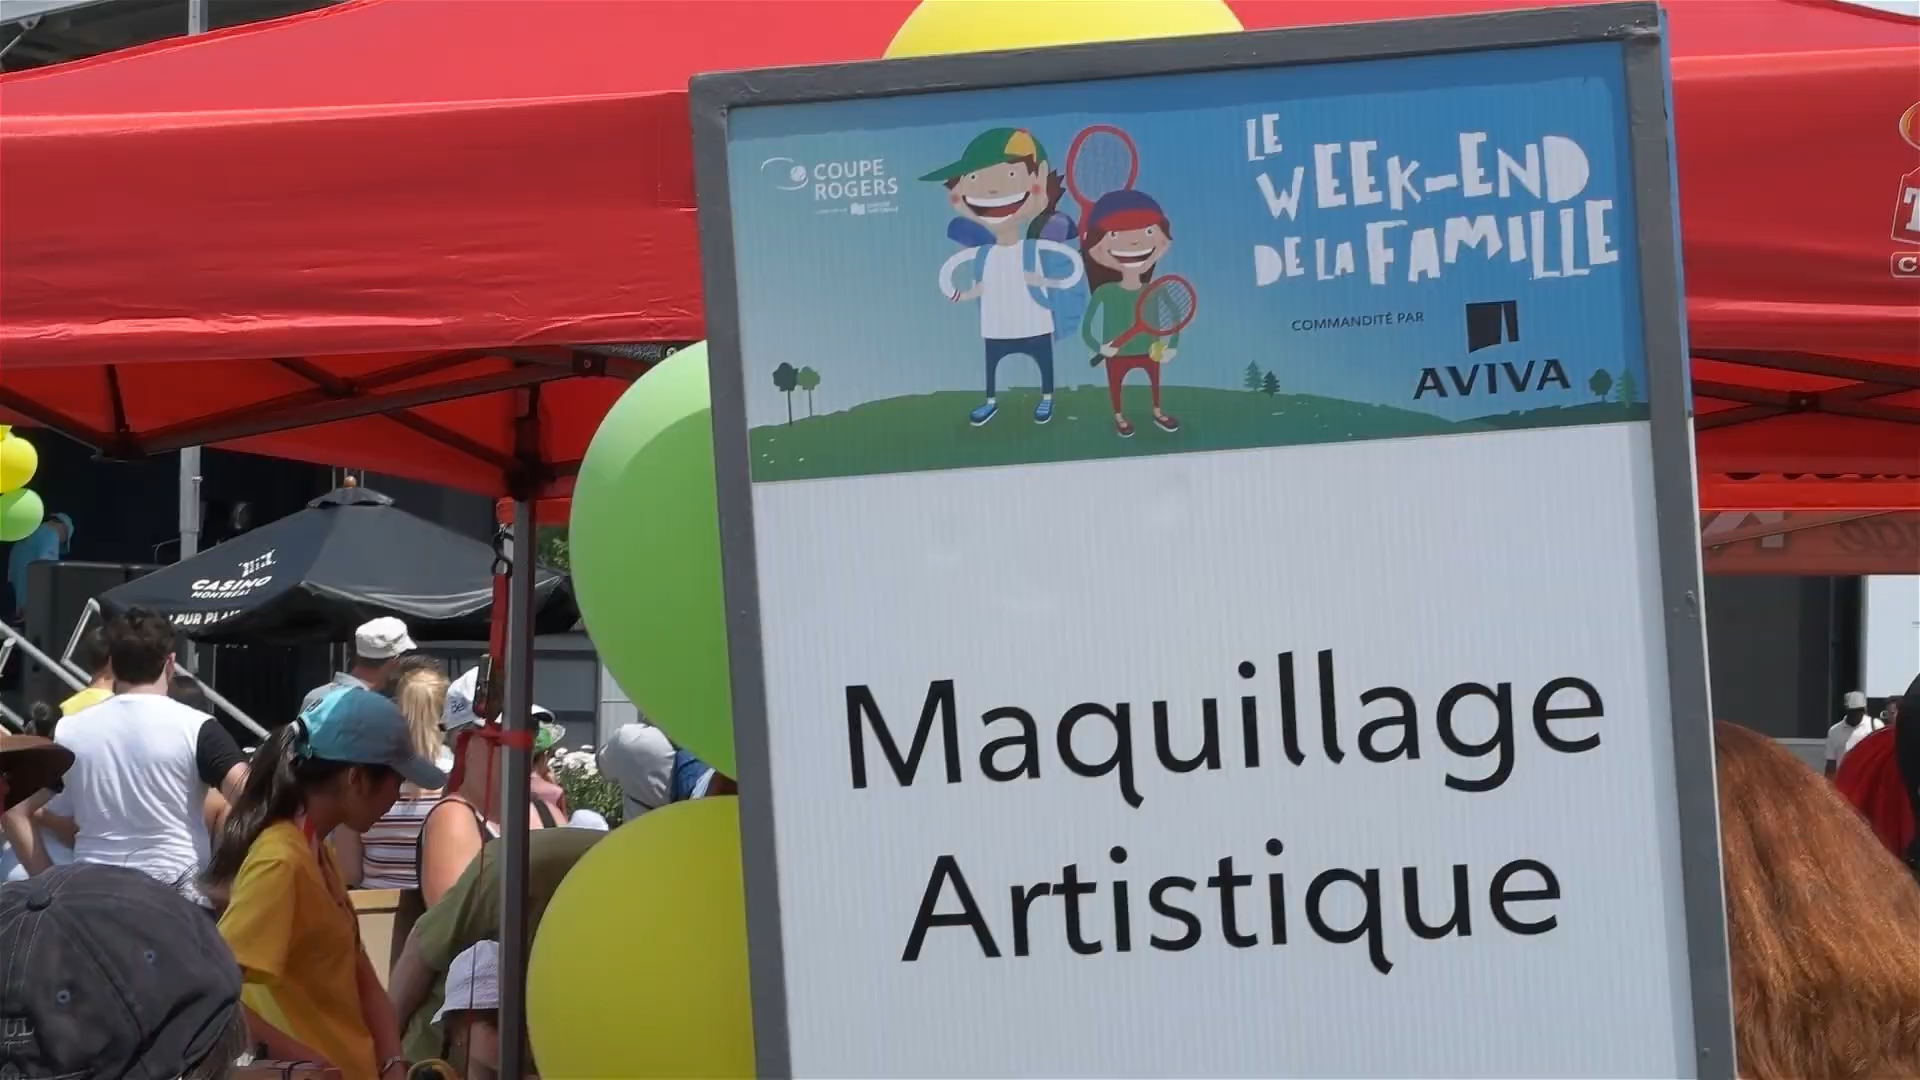 COUPE
ROGERS
LE
WEEK-END
DE LA FAMILLE
COMMANDITÉ PAR
AVIVA
Maquillage
Artistique
CASINO
MONTRÉAL